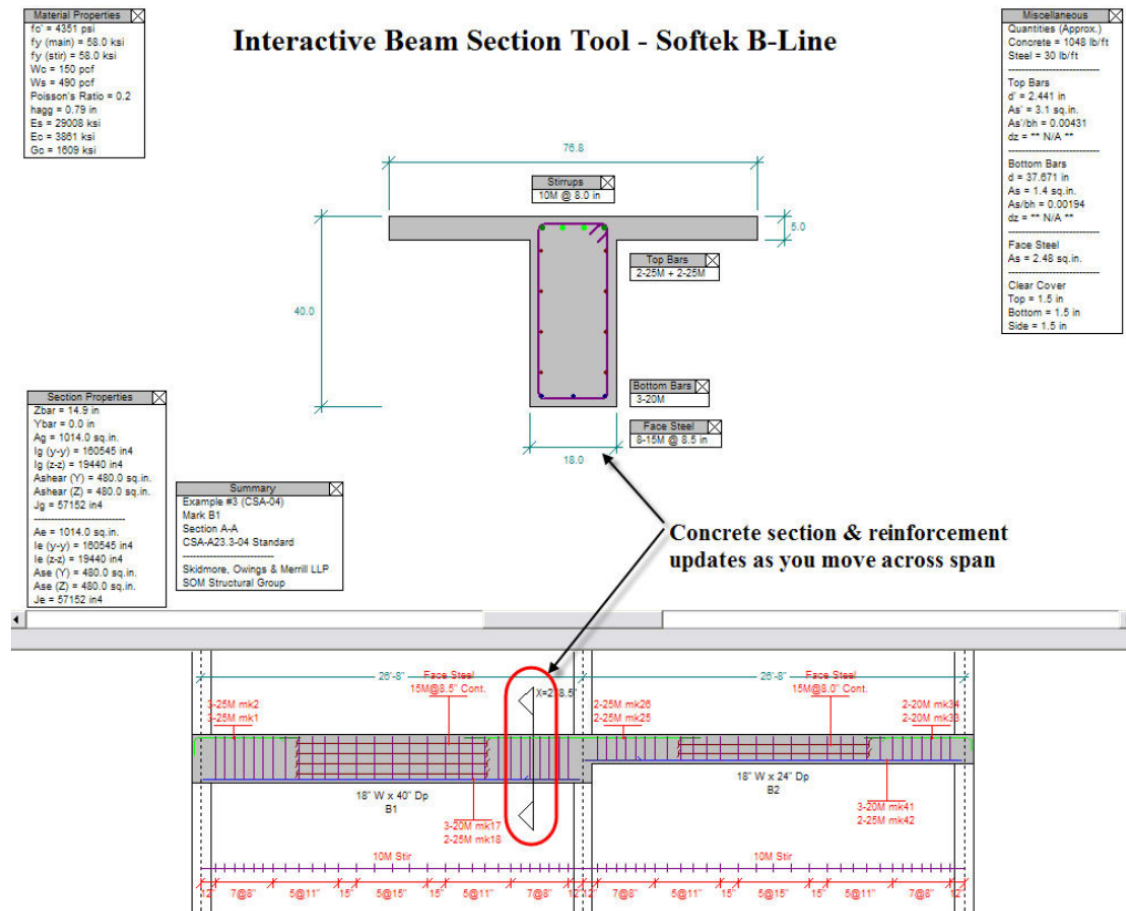 Interactive Beam Section Tool - Softek B-Line
Material Properties
fc' = 4351 psi
fy (main) = 58.0 ksi
fy (stir) = 58.0 ksi
Wc = 150 pcf
Ws = 490 pcf
Poisson's Ratio = 0.2
hagg = 0.79 in
Es = 29008 ksi
Ec = 3861 ksi
Gc = 1609 ksi
Miscellaneous
Quantities (Approx.)
Concrete = 1048 lb/ft
Steel = 30 lb/ft
----------------------------
Top Bars
d' = 2.441 in
As' = 3.1 sq.in.
As'/bh = 0.00431
dz = ** N/A **
----------------------------
Bottom Bars
d = 37.671 in
As = 1.4 sq.in.
As/bh = 0.00194
dz = ** N/A **
----------------------------
Face Steel
As = 2.48 sq.in.
----------------------------
Clear Cover
Top = 1.5 in
Bottom = 1.5 in
Side = 1.5 in
76.8
Stirrups
10M @ 8.0 in
5.0
Top Bars
2-25M + 2-25M
40.0
Bottom Bars
3-20M
Face Steel
8-15M @ 8.5 in
18.0
Section Properties
Zbar = 14.9 in
Ybar = 0.0 in
Ag = 1014.0 sq.in.
Ig (y-y) = 160545 in4
Ig (z-z) = 19440 in4
Ashear (Y) = 480.0 sq.in.
Ashear (Z) = 480.0 sq.in.
Jg = 57152 in4
----------------------------
Ae = 1014.0 sq.in.
Ie (y-y) = 160545 in4
Ie (z-z) = 19440 in4
Ase (Y) = 480.0 sq.in.
Ase (Z) = 480.0 sq.in.
Je = 57152 in4
Summary
Example #3 (CSA-04)
Mark B1
Section A-A
CSA-A23.3-04 Standard
----------------------------
Skidmore, Owings & Merrill LLP
SOM Structural Group
Concrete section & reinforcement
updates as you move across span
26'-8" Face Steel 26'-8" Face Steel
15M@8.5" Cont. 15M@8.0" Cont.
3-25M mk2 2-25M mk26 2-20M mk34
3-25M mk1 2-25M mk25 2-20M mk33
18" W x 40" Dp 18" W x 24" Dp
B1 B2
3-20M mk17 3-20M mk41
2-25M mk18 2-25M mk42
10M Stir 10M Stir
12" 7@8" 5@11" 15" 5@15" 15" 5@11" 7@8" 12" 12" 7@8" 5@11" 15" 5@15" 15" 5@11" 7@8" 12"